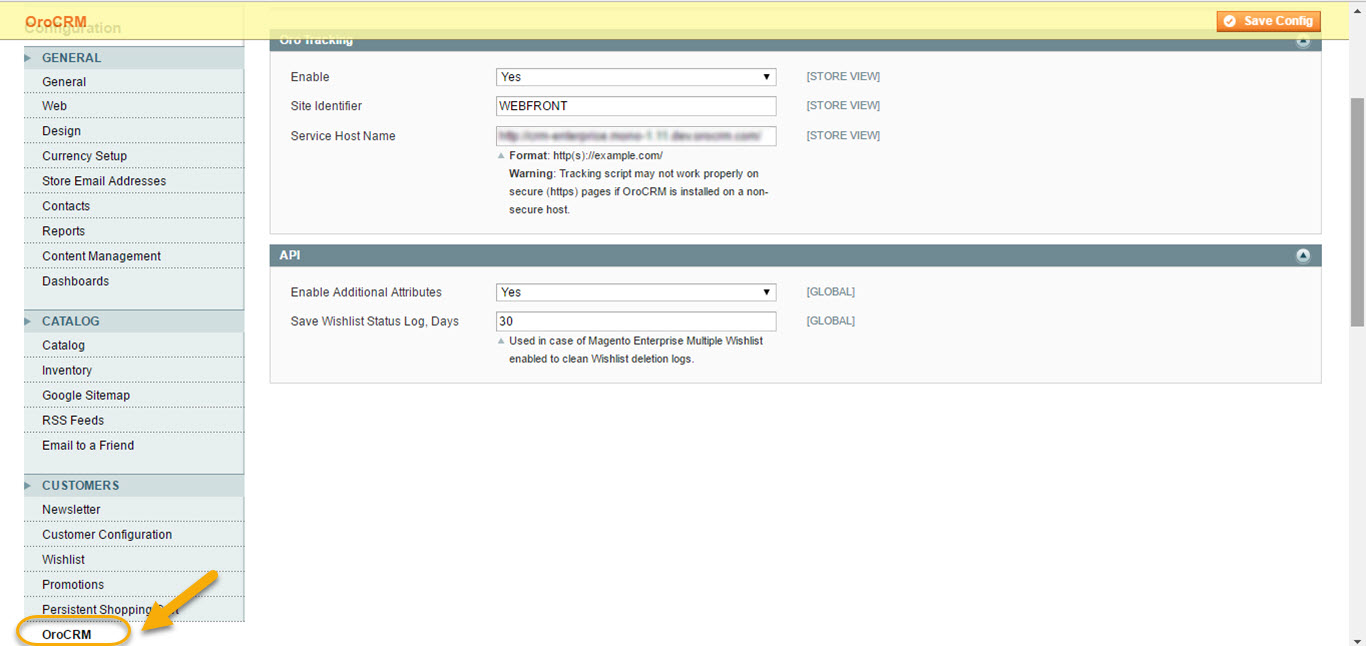 OroCRM
Configuration
Save Config
GENERAL
General
Web
Design
Currency Setup
Store Email Addresses
Contacts
Reports
Content Management
Dashboards
CATALOG
Catalog
Inventory
Google Sitemap
RSS Feeds
Email to a Friend
CUSTOMERS
Newsletter
Customer Configuration
Wishlist
Promotions
Persistent Shopping
OroCRM
Oro Tracking
Enable Yes [STORE VIEW]
Site Identifier WEBFRONT [STORE VIEW]
Service Host Name [STORE VIEW]
Format: http(s)://example.com/
Warning: Tracking script may not work properly on
secure (https) pages if OroCRM is installed on a non-
secure host.
API
Enable Additional Attributes Yes [GLOBAL]
Save Wishlist Status Log, Days 30 [GLOBAL]
Used in case of Magento Enterprise Multiple Wishlist
enabled to clean Wishlist deletion logs.